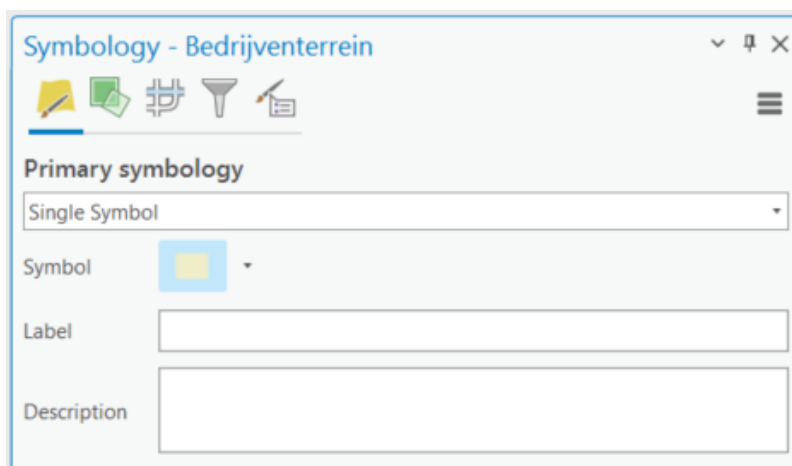 Symbology - Bedrijventerrein
Primary symbology
Single Symbol
Symbol
Label
Description